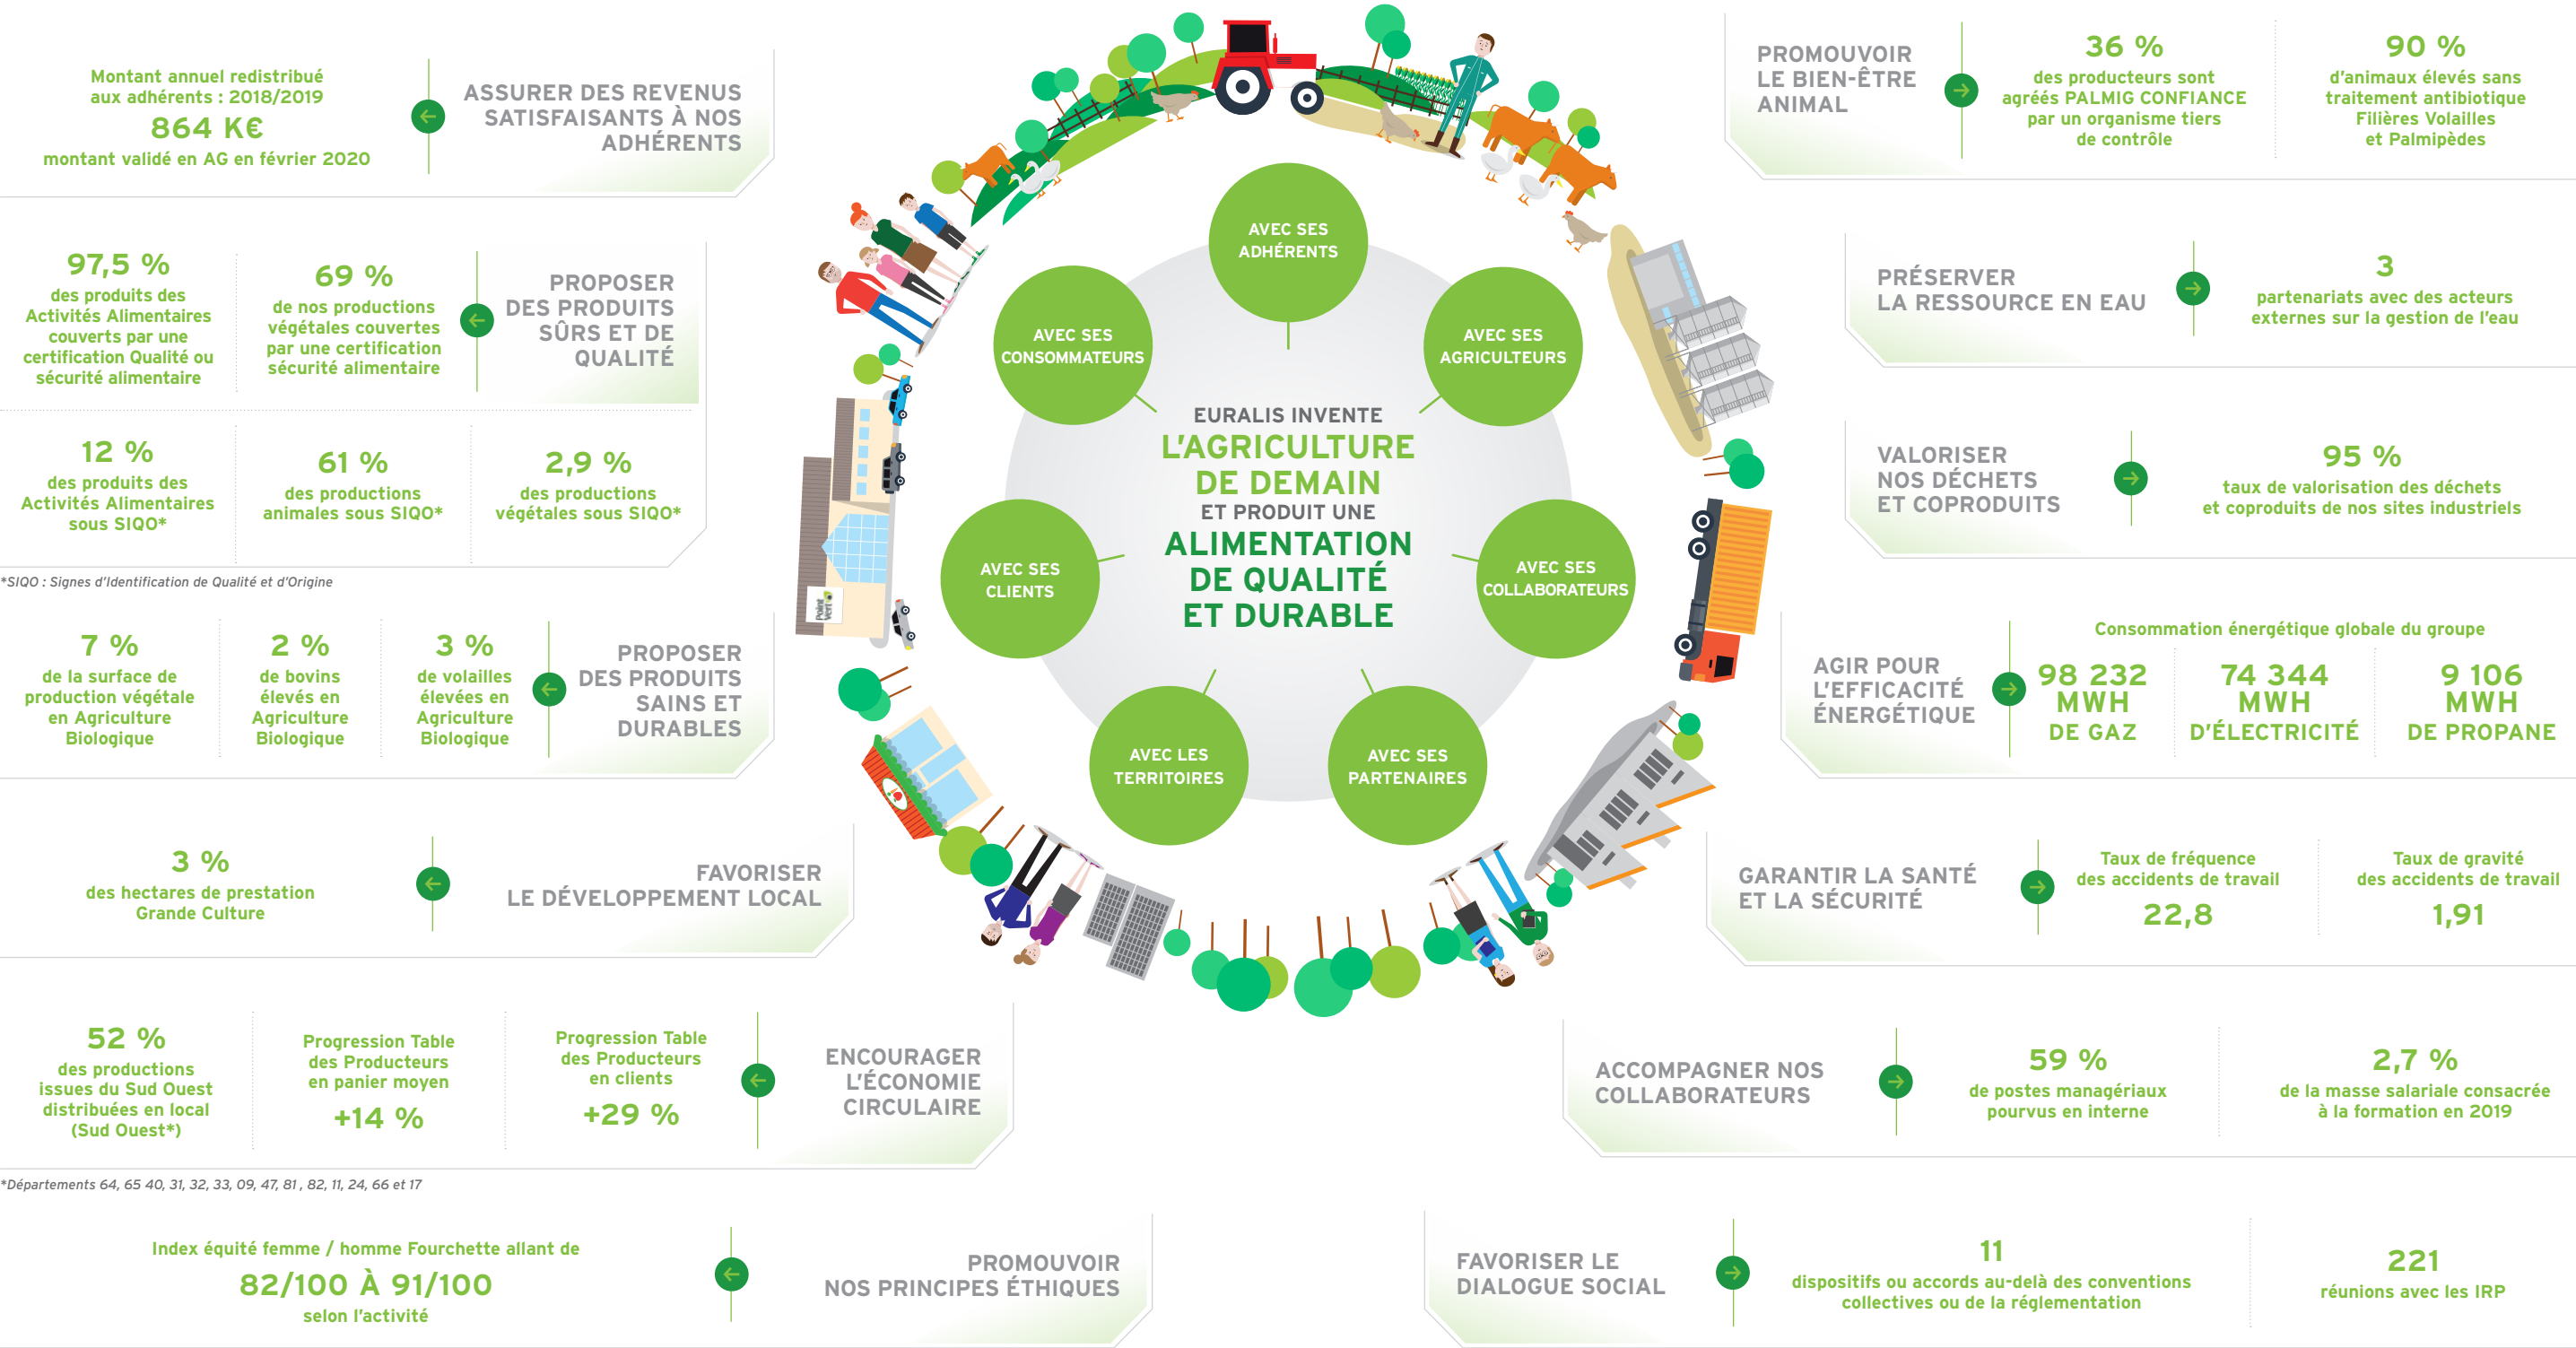 Montant annuel redistribué
aux adhérents : 2018/2019
864 K€
montant validé en AG en février 2020
ASSURER DES REVENUS
SATISFAISANTS À NOS
ADHÉRENTS
97,5 %
des produits des
Activités Alimentaires
couverts par une
certification Qualité ou
sécurité alimentaire
69 %
de nos productions
végétales couvertes
par une certification
sécurité alimentaire
PROPOSER
DES PRODUITS
SÛRS ET DE
QUALITÉ
12 %
des produits des
Activités Alimentaires
sous SIQO*
61 %
des productions
animales sous SIQO*
2,9 %
des productions
végétales sous SIQO*
*SIQO : Signes d'Identification de Qualité et d'Origine
7 %
de la surface de
production végétale
en Agriculture
Biologique
2 %
de bovins
élevés en
Agriculture
Biologique
3 %
de volailles
élevées en
Agriculture
Biologique
PROPOSER
DES PRODUITS
SAINS ET
DURABLES
3 %
des hectares de prestation
Grande Culture
FAVORISER
LE DÉVELOPPEMENT LOCAL
52 %
des productions
issues du Sud Ouest
distribuées en local
(Sud Ouest*)
Progression Table
des Producteurs
en panier moyen
+14 %
Progression Table
des Producteurs
en clients
+29 %
ENCOURAGER
L'ÉCONOMIE
CIRCULAIRE
*Départements 64, 65 40, 31, 32, 33, 09, 47, 81 , 82, 11, 24, 66 et 17
Index équité femme / homme Fourchette allant de
82/100 À 91/100
selon l'activité
PROMOUVOIR
NOS PRINCIPES ÉTHIQUES
AVEC SES
ADHÉRENTS
AVEC SES
CONSOMMATEURS
AVEC SES
AGRICULTEURS
EURALIS INVENTE
L'AGRICULTURE
DE DEMAIN
ET PRODUIT UNE
ALIMENTATION
DE QUALITÉ
ET DURABLE
AVEC SES
CLIENTS
AVEC SES
COLLABORATEURS
AVEC LES
TERRITOIRES
AVEC SES
PARTENAIRES
Point
Vert
PROMOUVOIR
LE BIEN-ÊTRE
ANIMAL
36 %
des producteurs sont
agréés PALMIG CONFIANCE
par un organisme tiers
de contrôle
90 %
d'animaux élevés sans
traitement antibiotique
Filières Volailles
et Palmipèdes
PRÉSERVER
LA RESSOURCE EN EAU
3
partenariats avec des acteurs
externes sur la gestion de l'eau
VALORISER
NOS DÉCHETS
ET COPRODUITS
95 %
taux de valorisation des déchets
et coproduits de nos sites industriels
AGIR POUR
L'EFFICACITÉ
ÉNERGÉTIQUE
Consommation énergétique globale du groupe
98 232
MWH
DE GAZ
74 344
MWH
D'ÉLECTRICITÉ
9 106
MWH
DE PROPANE
GARANTIR LA SANTÉ
ET LA SÉCURITÉ
Taux de fréquence
des accidents de travail
22,8
Taux de gravité
des accidents de travail
1,91
ACCOMPAGNER NOS
COLLABORATEURS
59 %
de postes managériaux
pourvus en interne
2,7 %
de la masse salariale consacrée
à la formation en 2019
FAVORISER LE
DIALOGUE SOCIAL
11
dispositifs ou accords au-delà des conventions
collectives ou de la réglementation
221
réunions avec les IRP